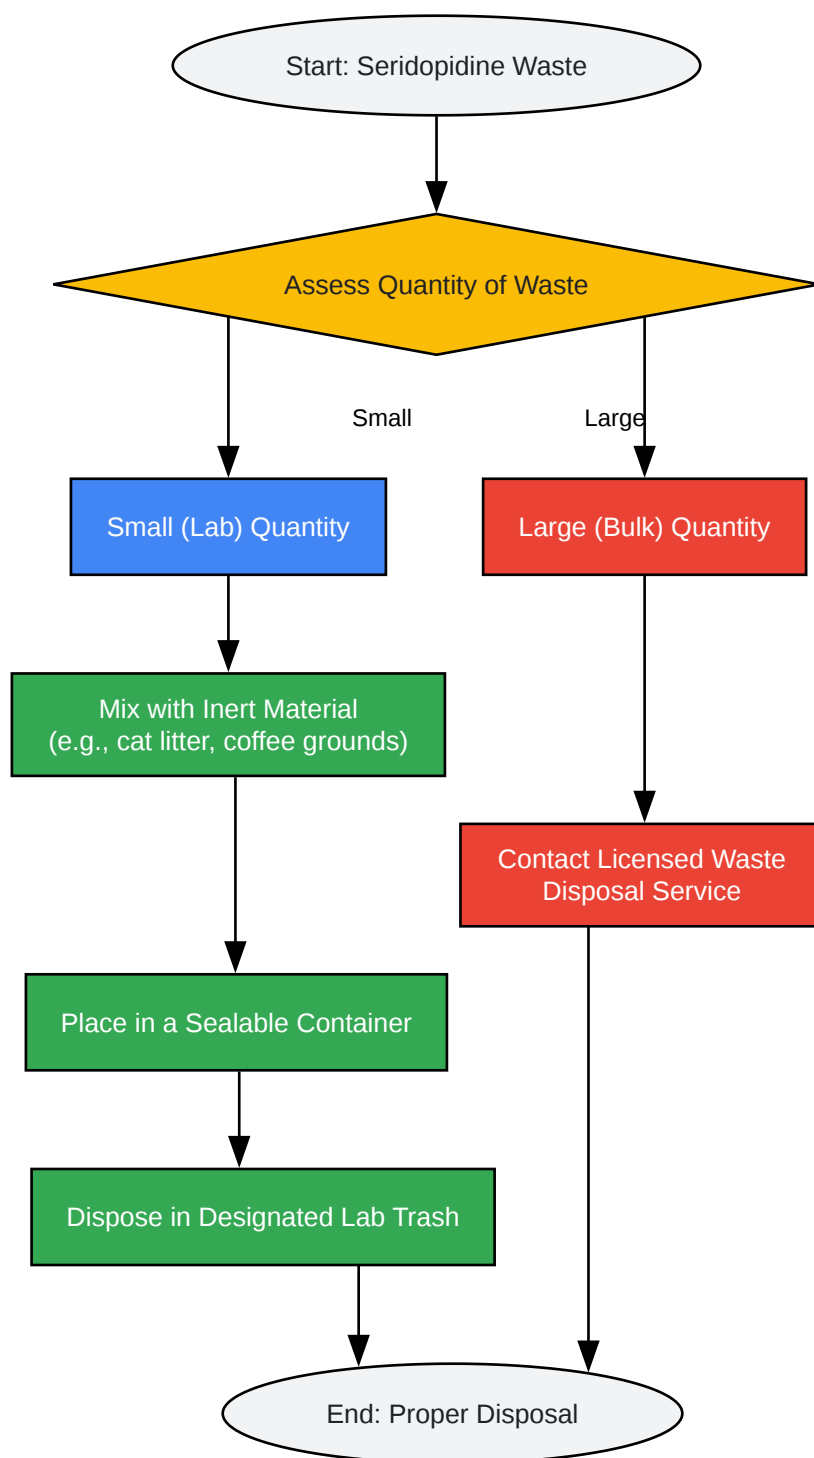 Start: Seridopidine Waste
Assess Quantity of Waste
Small
Large
Small (Lab) Quantity
Large (Bulk) Quantity
Mix with Inert Material
(e.g., cat litter, coffee grounds)
Contact Licensed Waste
Disposal Service
Place in a Sealable Container
Dispose in Designated Lab Trash
End: Proper Disposal